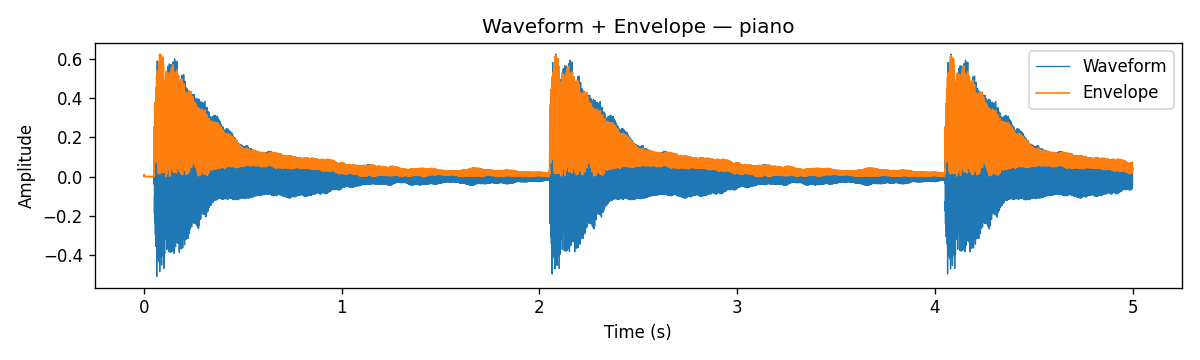 Waveform + Envelope — piano
Waveform
Envelope
Amplitude
0.6
0.4
0.2
0.0
−0.2
−0.4
0 1 2 3 4 5
Time (s)